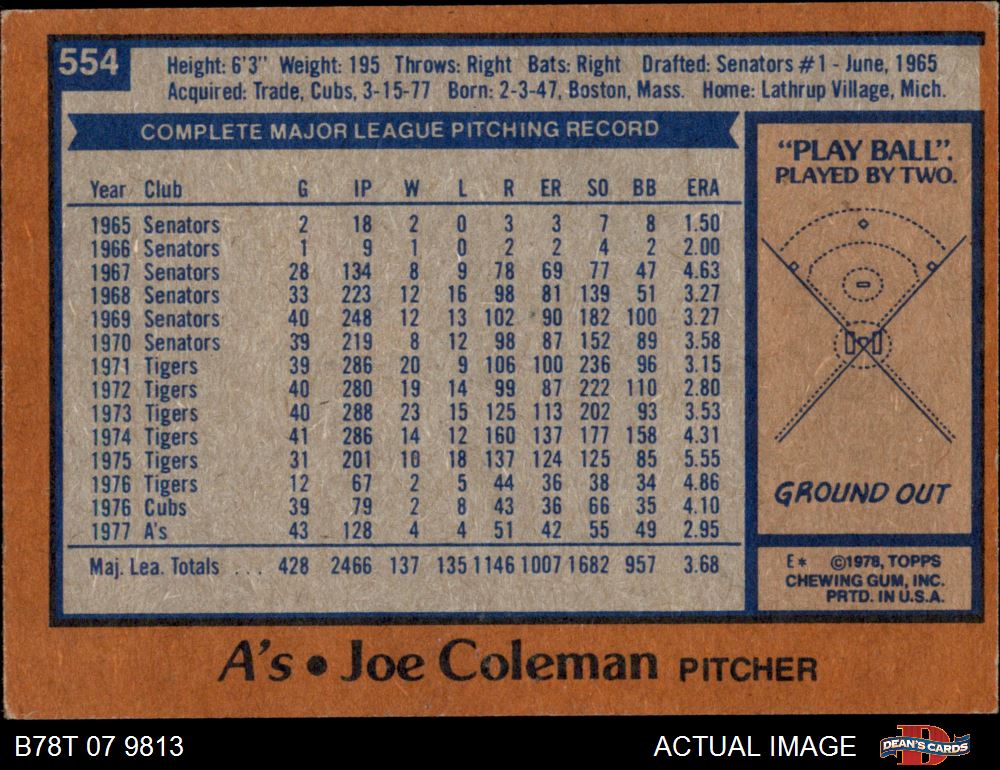 554
Height: 6'3" Weight: 195 Throws: Right Bats: Right Drafted: Senators #1 - June, 1965
Acquired: Trade, Cubs, 3-15-77 Born: 2-3-47, Boston, Mass. Home: Lathrup Village, Mich.
COMPLETE MAJOR LEAGUE PITCHING RECORD
Year Club G IP W L R ER SO BB ERA
1965 Senators 2 18 2 0 3 3 7 8 1.50
1966 Senators 1 9 1 0 2 2 4 2 2.00
1967 Senators 28 134 8 9 78 69 77 47 4.63
1968 Senators 33 223 12 16 98 81 139 51 3.27
1969 Senators 40 248 12 13 102 90 182 100 3.27
1970 Senators 39 219 8 12 98 87 152 89 3.58
1971 Tigers 39 286 20 9 106 100 236 96 3.15
1972 Tigers 40 280 19 14 99 87 222 110 2.80
1973 Tigers 40 288 23 15 125 113 202 93 3.53
1974 Tigers 41 286 14 12 160 137 177 158 4.31
1975 Tigers 31 201 10 18 137 124 125 85 5.55
1976 Tigers 12 67 2 5 44 36 38 34 4.86
1976 Cubs 39 79 2 8 43 36 66 35 4.10
1977 A's 43 128 4 4 51 42 55 49 2.95
Maj. Lea. Totals ... 428 2466 137 135 1146 1007 1682 957 3.68
"PLAY BALL".
PLAYED BY TWO.
GROUND OUT
E* ©1978, TOPPS
CHEWING GUM, INC.
PRTD. IN U.S.A.
A's • Joe Coleman PITCHER
B78T 07 9813
ACTUAL IMAGE
D
DEAN'S CARDS